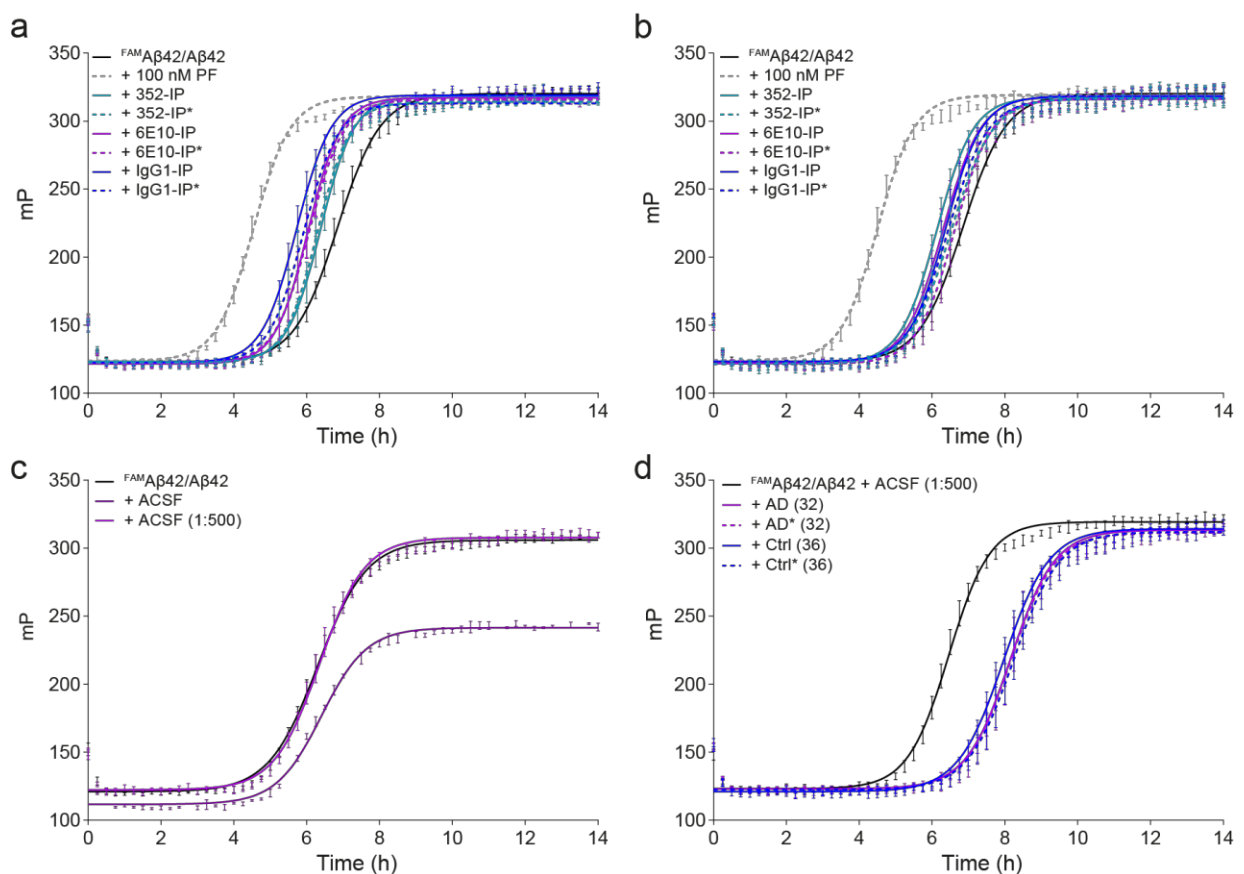 a
350
300
250
200
150
100
mP
0 2 4 6 8 10 12 14
Time (h)
FAMAβ42/Aβ42
+ 100 nM PF
+ 352-IP
+ 352-IP*
+ 6E10-IP
+ 6E10-IP*
+ IgG1-IP
+ IgG1-IP*
b
350
300
250
200
150
100
mP
0 2 4 6 8 10 12 14
Time (h)
FAMAβ42/Aβ42
+ 100 nM PF
+ 352-IP
+ 352-IP*
+ 6E10-IP
+ 6E10-IP*
+ IgG1-IP
+ IgG1-IP*
c
350
300
250
200
150
100
mP
0 2 4 6 8 10 12 14
Time (h)
FAMAβ42/Aβ42
+ ACSF
+ ACSF (1:500)
d
350
300
250
200
150
100
mP
0 2 4 6 8 10 12 14
Time (h)
FAMAβ42/Aβ42 + ACSF (1:500)
+ AD (32)
+ AD* (32)
+ Ctrl (36)
+ Ctrl* (36)